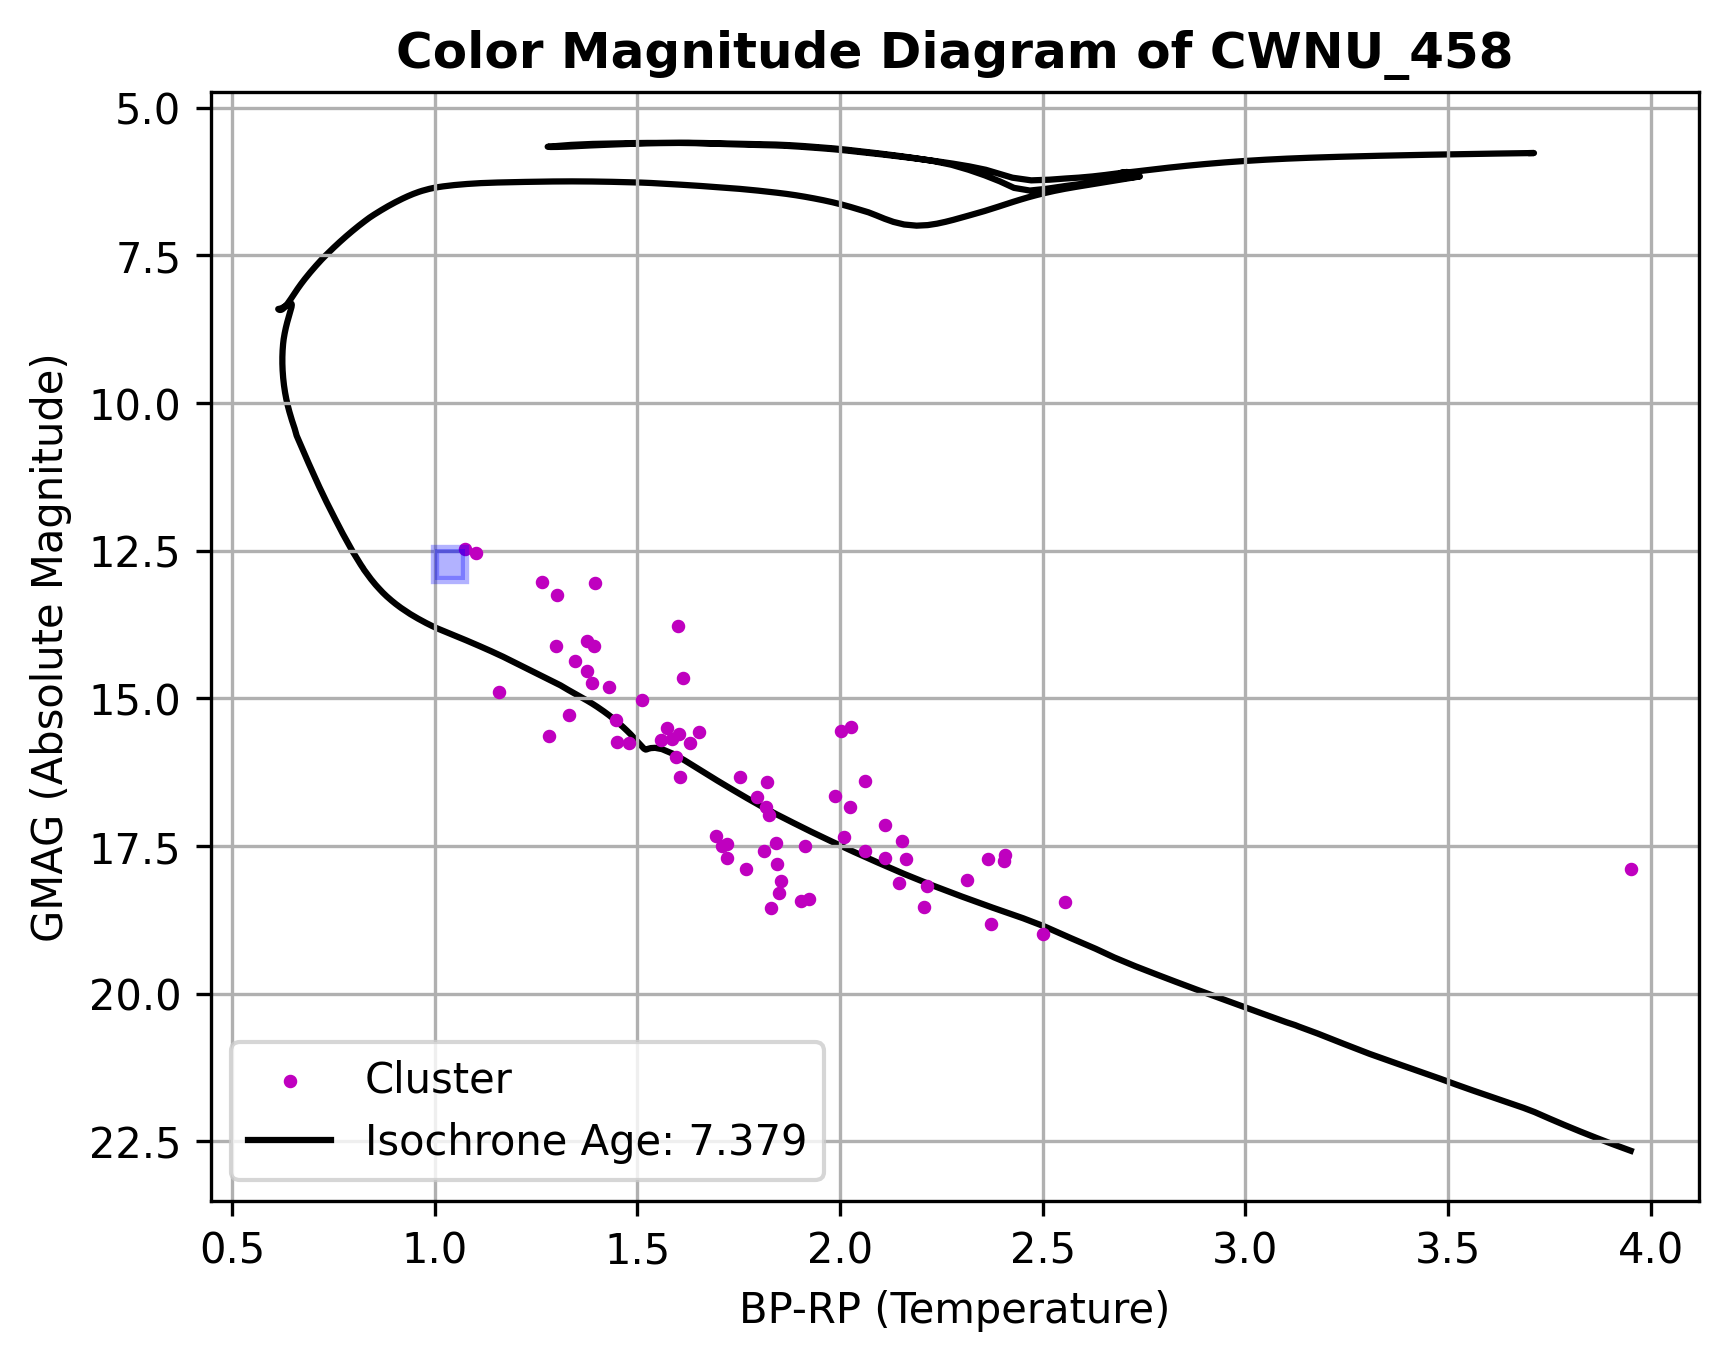 Color Magnitude Diagram of CWNU_458
GMAG (Absolute Magnitude)
5.0
7.5
10.0
12.5
15.0
17.5
20.0
22.5
Cluster
Isochrone Age: 7.379
0.5 1.0 1.5 2.0 2.5 3.0 3.5 4.0
BP-RP (Temperature)